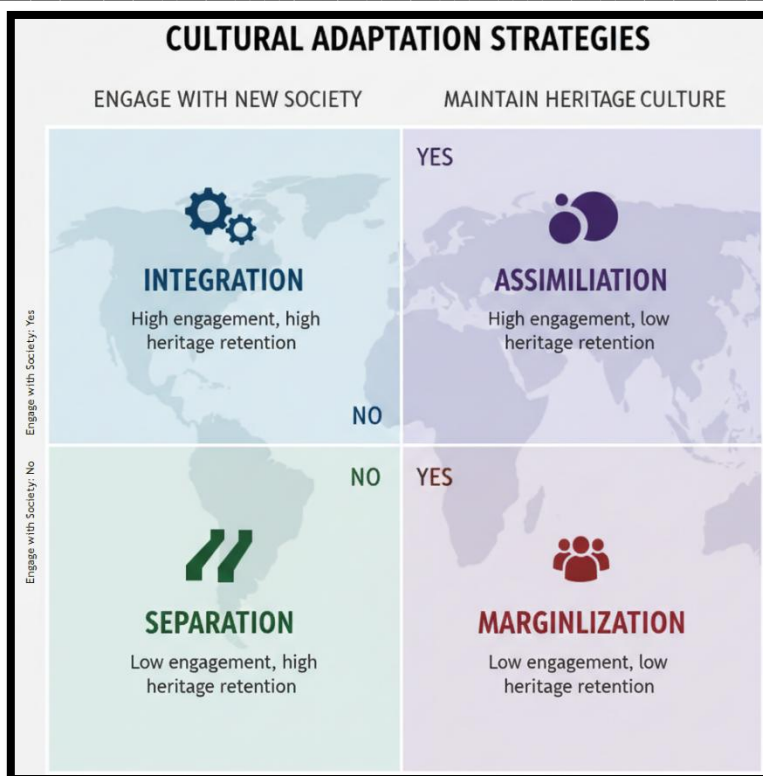 CULTURAL ADAPTATION STRATEGIES
ENGAGE WITH NEW SOCIETY
MAINTAIN HERITAGE CULTURE
Engage with Society: Yes
INTEGRATION
High engagement, high
heritage retention
NO
YES
ASSIMILIATION
High engagement, low
heritage retention
Engage with Society: No
NO
SEPARATION
Low engagement, high
heritage retention
YES
MARGINLIZATION
Low engagement, low
heritage retention